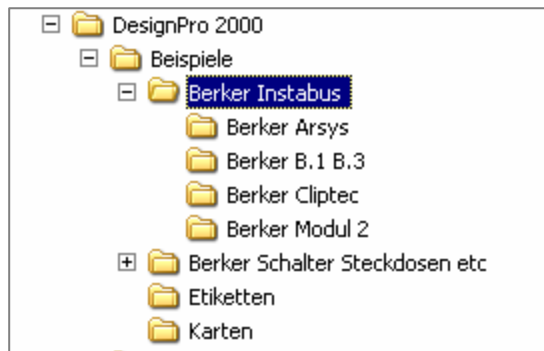 DesignPro 2000
Beispiele
Berker Instabus
Berker Arsys
Berker B.1 B.3
Berker Cliptec
Berker Modul 2
Berker Schalter Steckdosen etc
Etiketten
Karten